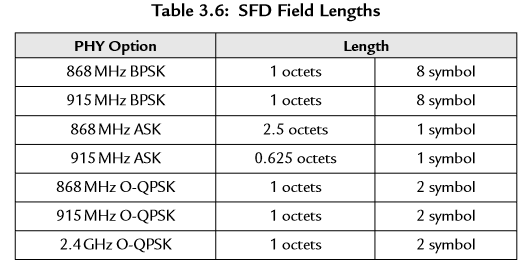 Table 3.6: SFD Field Lengths
PHY Option Length
868 MHz BPSK 1 octets 8 symbol
915 MHz BPSK 1 octets 8 symbol
868 MHz ASK 2.5 octets 1 symbol
915 MHz ASK 0.625 octets 1 symbol
868 MHz O-QPSK 1 octets 2 symbol
915 MHz O-QPSK 1 octets 2 symbol
2.4 GHz O-QPSK 1 octets 2 symbol